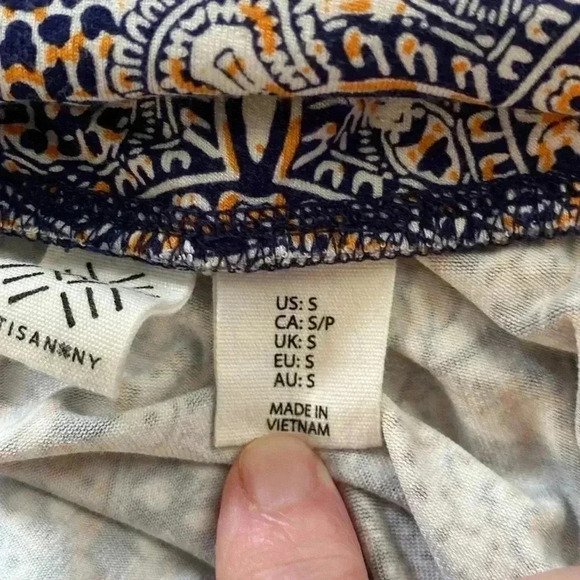 TISAN NY
US: S
CA: S/P
UK: S
EU: S
AU: S
MADE IN
VIETNAM